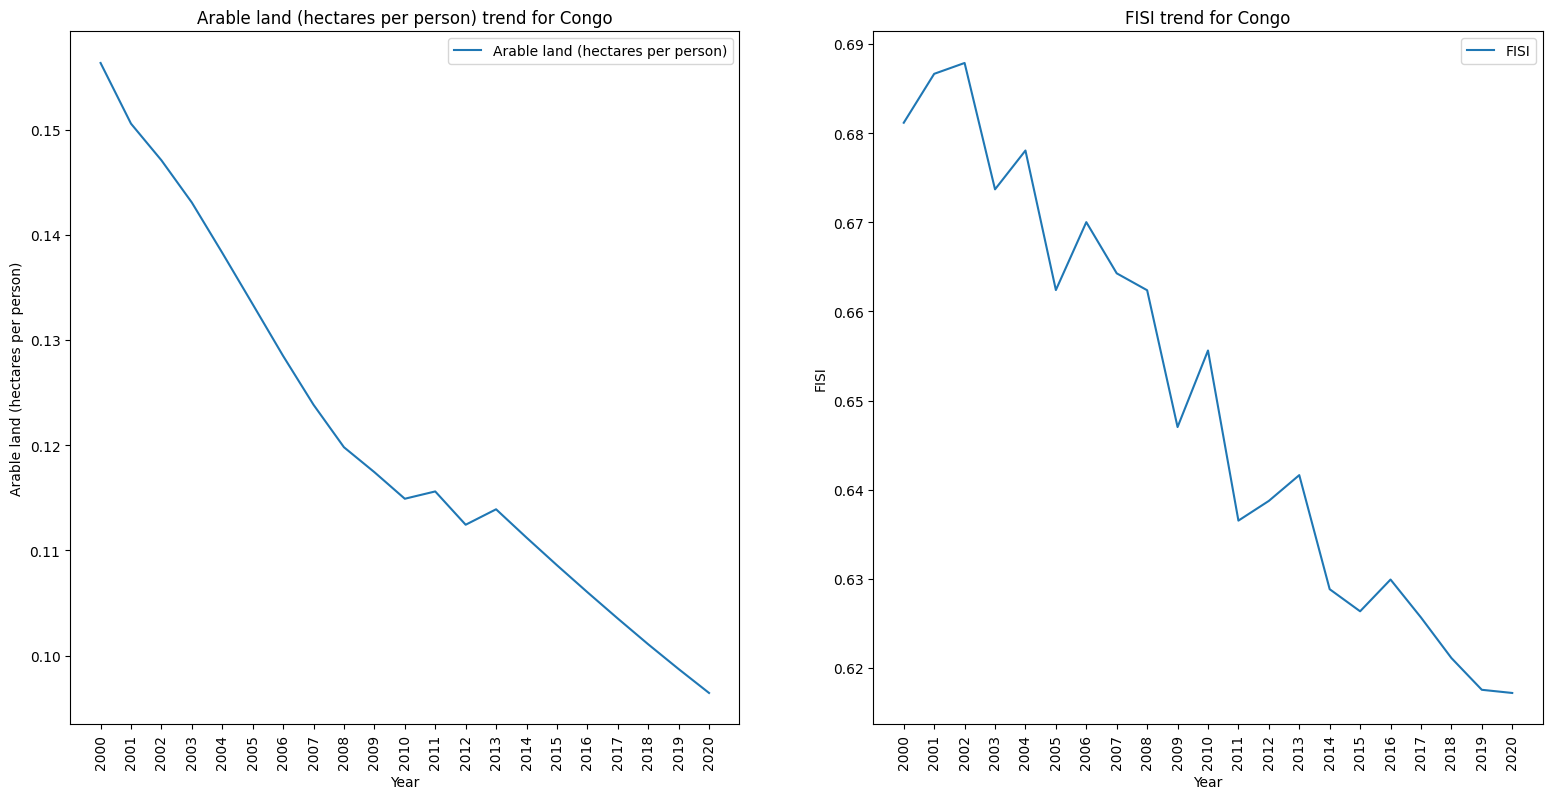 Arable land (hectares per person) trend for Congo
Arable land (hectares per person)
Arable land (hectares per person)
0.15
0.14
0.13
0.12
0.11
0.10
2000 2001 2002 2003 2004 2005 2006 2007 2008 2009 2010 2011 2012 2013 2014 2015 2016 2017 2018 2019 2020
Year
FISI trend for Congo
FISI
FISI
0.69
0.68
0.67
0.66
0.65
0.64
0.63
0.62
2000 2001 2002 2003 2004 2005 2006 2007 2008 2009 2010 2011 2012 2013 2014 2015 2016 2017 2018 2019 2020
Year